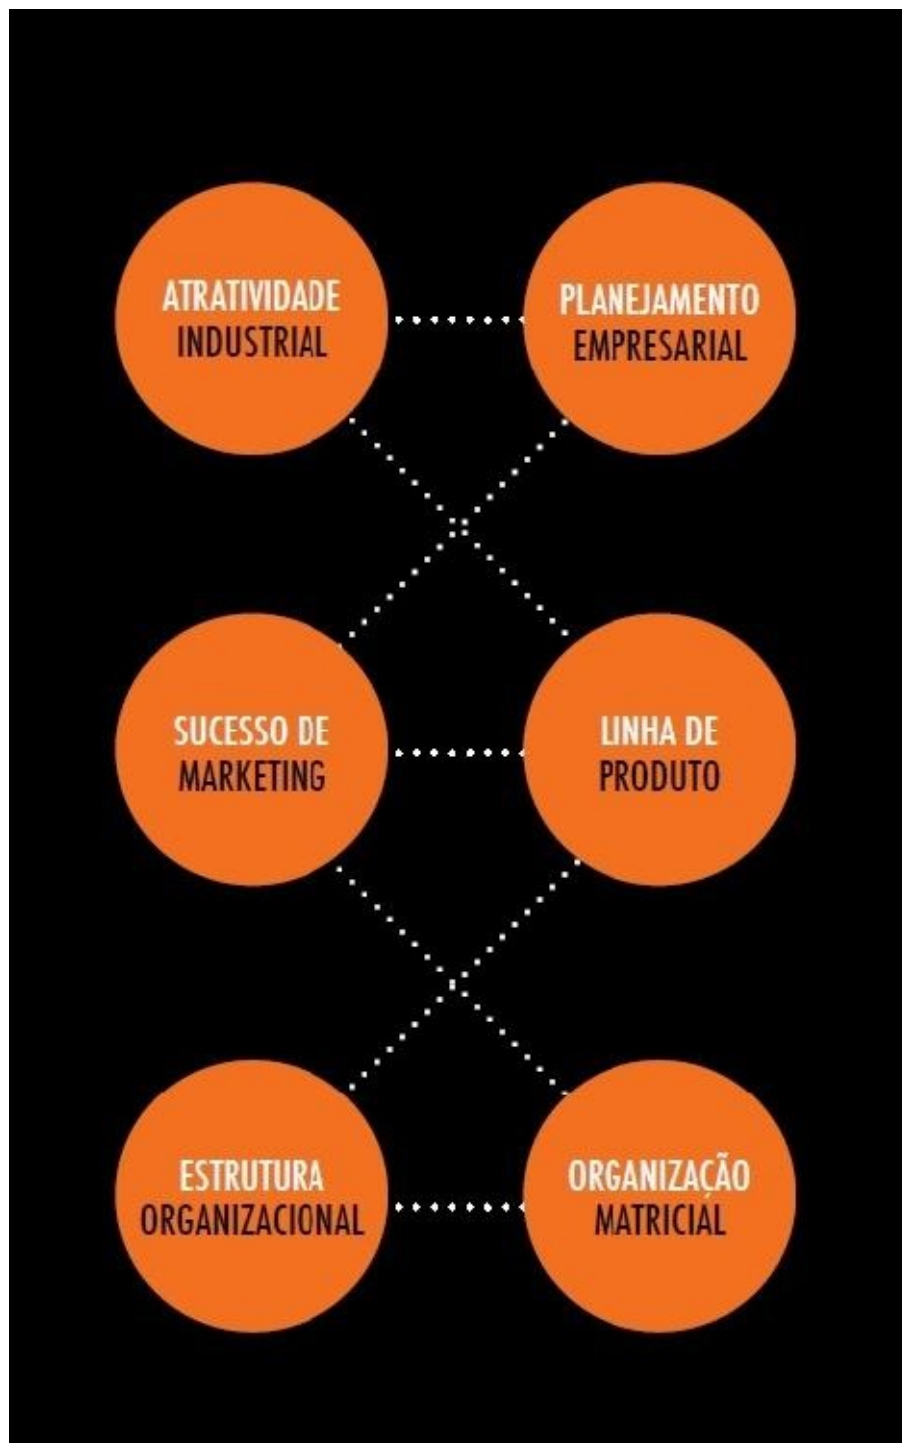 ATRATIVIDADE
INDUSTRIAL
PLANEJAMENTO
EMPRESARIAL
SUCESSO DE
MARKETING
LINHA DE
PRODUTO
ESTRUTURA
ORGANIZACIONAL
ORGANIZAÇÃO
MATRICIAL